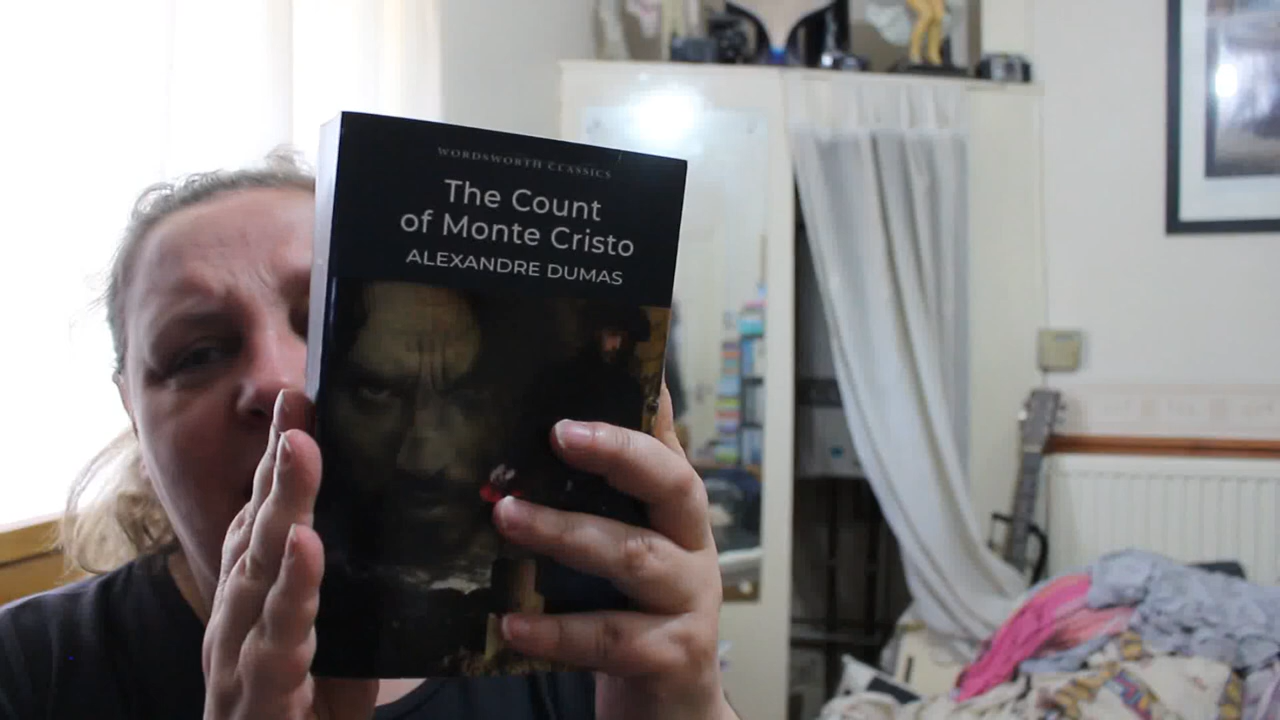 WORDSWORTH CLASSICS
The Count
of Monte Cristo
ALEXANDRE DUMAS